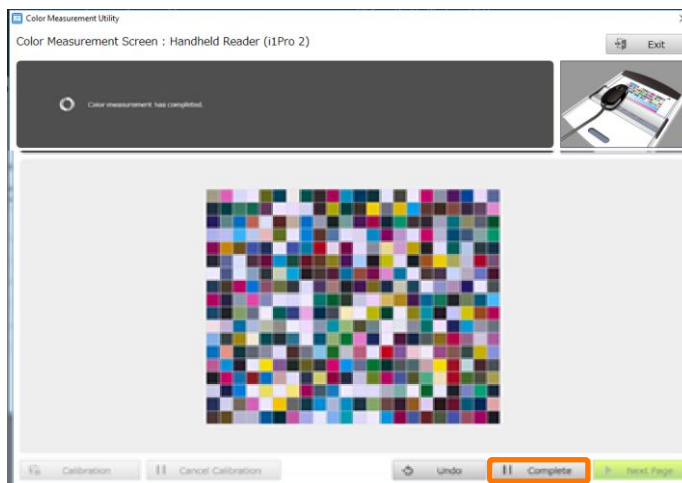 Color Measurement Utility
Color Measurement Screen : Handheld Reader (i1Pro 2)
Exit
Color measurement has completed.
Calibration
Cancel Calibration
Undo
Complete
Next Page